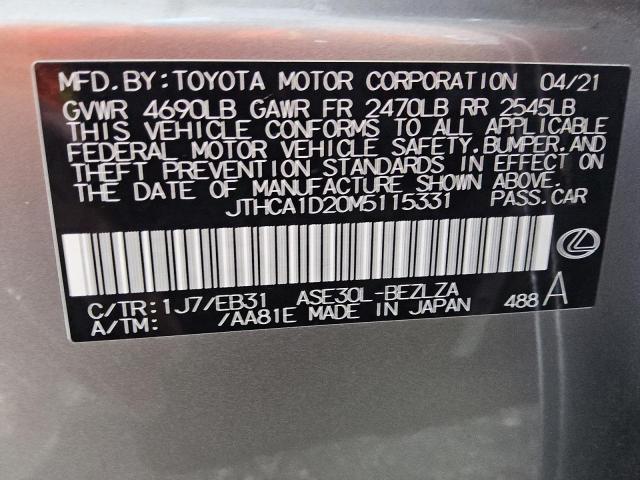 MFD. BY: TOYOTA MOTOR CORPORATION 04/21
GVWR 4690LB GAWR FR 2470LB RR 2545LB
THIS VEHICLE CONFORMS TO ALL APPLICABLE
FEDERAL MOTOR VEHICLE SAFETY, BUMPER, AND
THEFT PREVENTION STANDARDS IN EFFECT ON
THE DATE OF MANUFACTURE SHOWN ABOVE.
JTHCA1D20M5115331 PASS.CAR
C/TR: 1J7/EB31 ASE30L-BEZLZA
A/TM: /AA81E MADE IN JAPAN 488 A